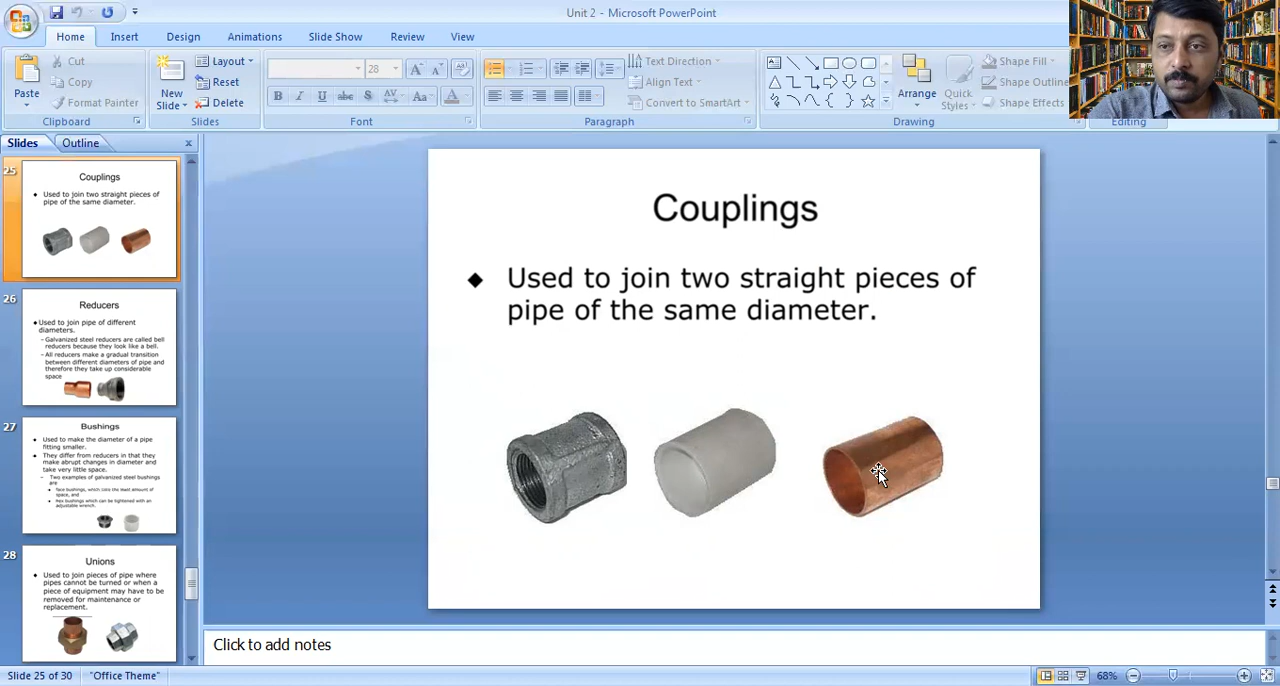 Unit 2 - Microsoft PowerPoint
Home Insert Design Animations Slide Show Review View
Cut
Copy
Format Painter
Paste
Clipboard
New
Slide
Layout
Reset
Delete
Slides
28
B I U abc S AV Aa A
Font
Text Direction
Align Text
Convert to SmartArt
Paragraph
Arrange
Quick
Styles
Shape Fill
Shape Outline
Shape Effects
Drawing
Editing
Slides Outline
25
Couplings
Used to join two straight pieces of
pipe of the same diameter.
26
Reducers
Used to join pipe of different
diameters.
– Galvanized steel reducers are called bell
reducers because they look like a bell.
– All reducers make a gradual transition
between different diameters of pipe and
therefore they take up considerable
space
27
Bushings
Used to make the diameter of a pipe
fitting smaller.
They differ from reducers in that they
make abrupt changes in diameter and
take very little space.
– Two examples of galvanized steel bushings
are
space, and
Hex bushings which can be tightened with an
adjustable wrench.
28
Unions
Used to join pieces of pipe where
pipes cannot be turned or when a
piece of equipment may have to be
removed for maintenance or
replacement.
Couplings
Used to join two straight pieces of
pipe of the same diameter.
Click to add notes
Slide 25 of 30 "Office Theme" 68%